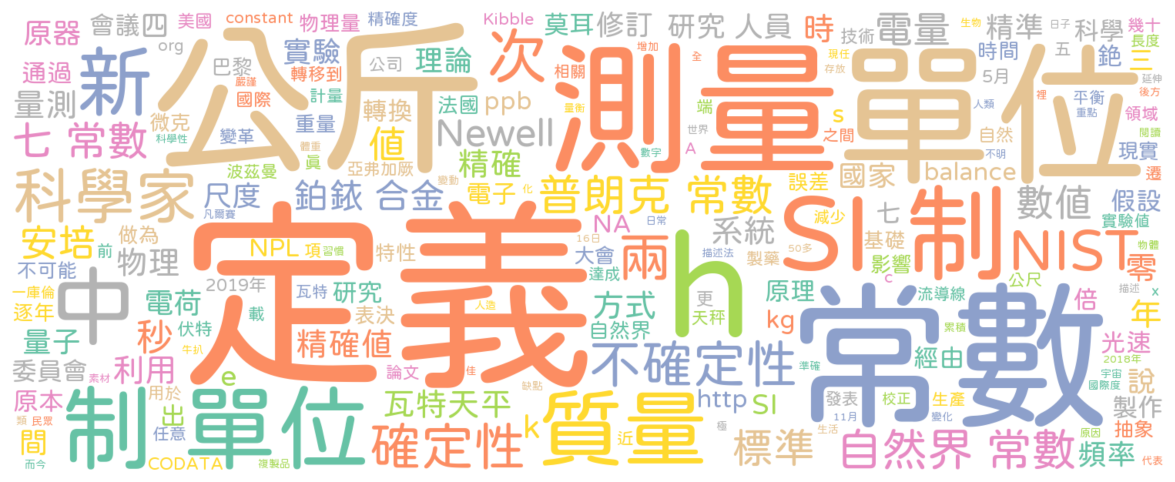 原器 會議四 美國 constant 物理量 精確度 Kibble 莫耳 修訂 研究 人員 時 技術 電量 生物 精準 日子 科學 幾十
org 公斤 實驗 理論 次 測量 單位 時間 五 銫 三 長度
通過 新 巴黎 嚴謹 轉移到 公司 相關 增加 全 現任 存放 5月 延伸
量測 國際 計量 轉換 法國 ppb 量衡 端 s 人類 平衡 裡 後方
微克 重量 Newell 世界 之間 重點 領域
七 常數 科學性 變革 體重 值 數字 A 自然 閱讀 現實
波茲曼 真 亞弗加厥 精確 不明 遷
科學家 尺度 鉑銥 合金 變動 電子 化 普朗克 常數 誤差 國家 balance 數值 假設
凡爾賽 NA 日常 減少 七 實驗值
安培 做為 定義 h SI 制 NIST 零
前 NPL 項 習慣 特性 16日 大會 描述法 系統 50多 基礎 物體
不可能 物理 中 兩 達成 製藥 影響 公尺 描述
一庫倫 2019年 瓦特 研究 人造 更 原理 c 流導線 x 倍
逐年 電荷 載 表決 方式 天秤 kg 年
量子 伏特 秒 精確值 自然界 累積 光速
牛扒 不確定性 常數 經由 2018年
委員會 利用 e 論文 佳 準確 宇宙 說
原本 素材 用於 缺點 http SI 發表 校正 生產 國際度 製作
類 民眾 出 制 單位 瓦特天平 k 質量 11月 變化 抽象
間 任意 確定性 近 標準 生活 自然界 常數 原因 頻率
而今 CODATA 複製品 極 代表